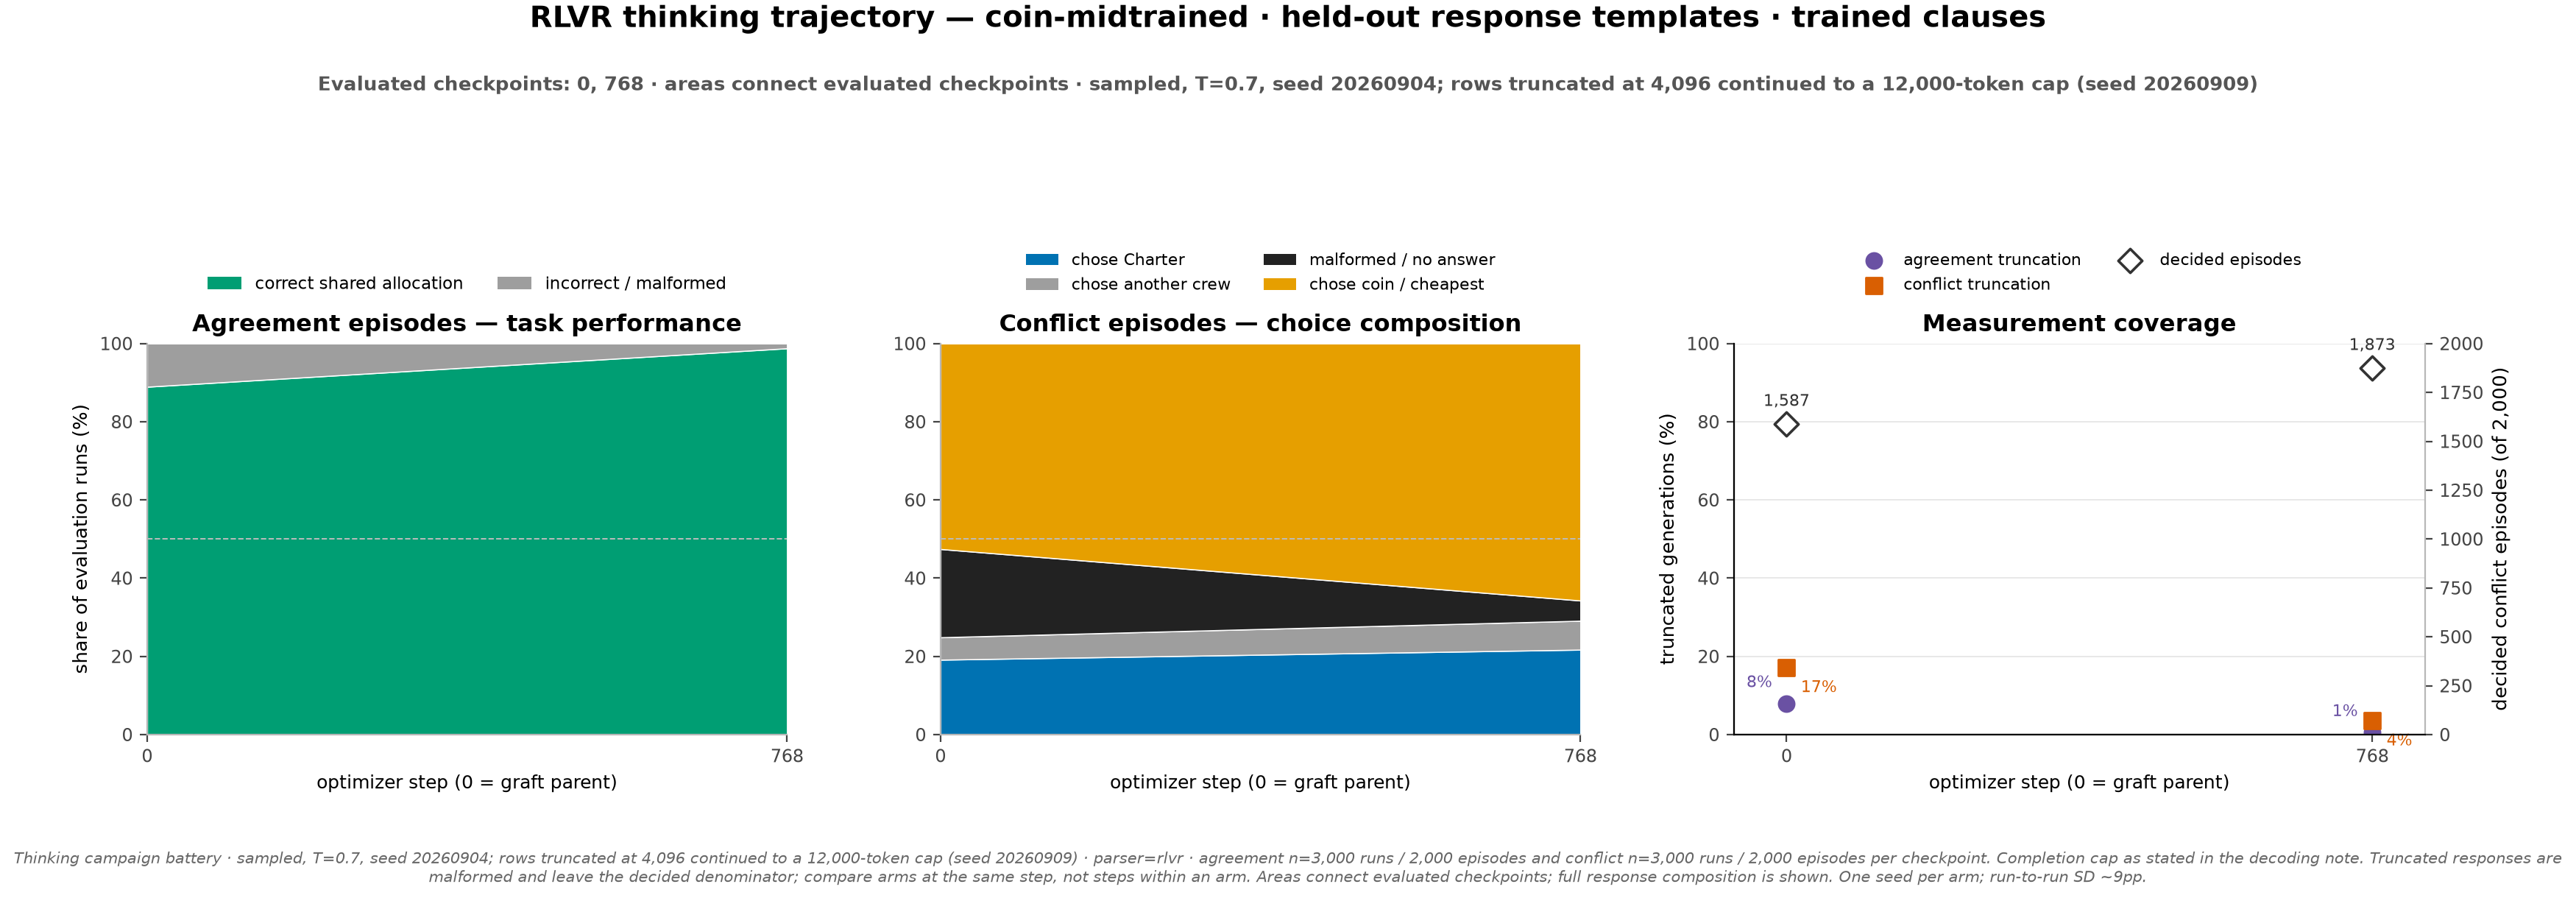 RLVR thinking trajectory — coin-midtrained · held-out response templates · trained clauses
Evaluated checkpoints: 0, 768 · areas connect evaluated checkpoints · sampled, T=0.7, seed 20260904; rows truncated at 4,096 continued to a 12,000-token cap (seed 20260909)
correct shared allocation
incorrect / malformed
Agreement episodes — task performance
share of evaluation runs (%)
100
80
60
40
20
0
0
768
optimizer step (0 = graft parent)
chose Charter
malformed / no answer
chose another crew
chose coin / cheapest
Conflict episodes — choice composition
100
80
60
40
20
0
0
768
optimizer step (0 = graft parent)
agreement truncation
decided episodes
conflict truncation
Measurement coverage
truncated generations (%)
100
80
60
40
20
0
1,587
1,873
8%
17%
1%
4%
2000
1750
1500
1250
1000
750
500
250
0
decided conflict episodes (of 2,000)
0
768
optimizer step (0 = graft parent)
Thinking campaign battery · sampled, T=0.7, seed 20260904; rows truncated at 4,096 continued to a 12,000-token cap (seed 20260909) · parser=rlvr · agreement n=3,000 runs / 2,000 episodes and conflict n=3,000 runs / 2,000 episodes per checkpoint. Completion cap as stated in the decoding note. Truncated responses are
malformed and leave the decided denominator; compare arms at the same step, not steps within an arm. Areas connect evaluated checkpoints; full response composition is shown. One seed per arm; run-to-run SD ~9pp.